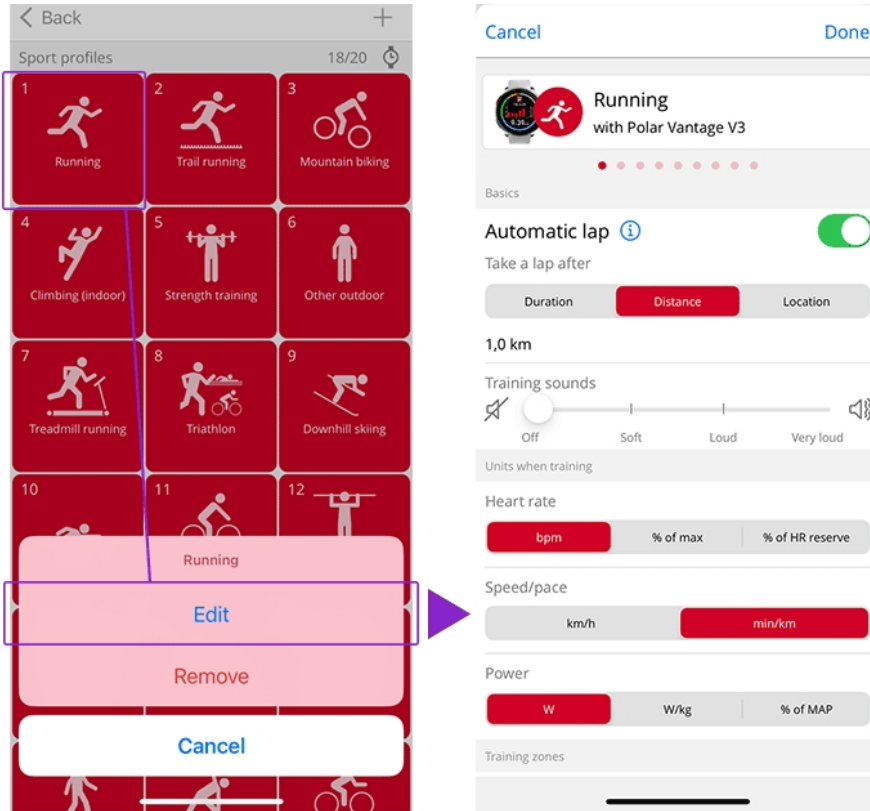 Back
Sport profiles 18/20
1 2 3
Running Trail running Mountain biking
4 5 6
Climbing (indoor) Strength training Other outdoor
7 8 9
Treadmill running Triathlon Downhill skiing
10 11 12
Running
Edit
Remove
Cancel
Cancel Done
Running
with Polar Vantage V3
Basics
Automatic lap
Take a lap after
Duration Distance Location
1,0 km
Training sounds
Off Soft Loud Very loud
Units when training
Heart rate
bpm % of max % of HR reserve
Speed/pace
km/h min/km
Power
W W/kg % of MAP
Training zones